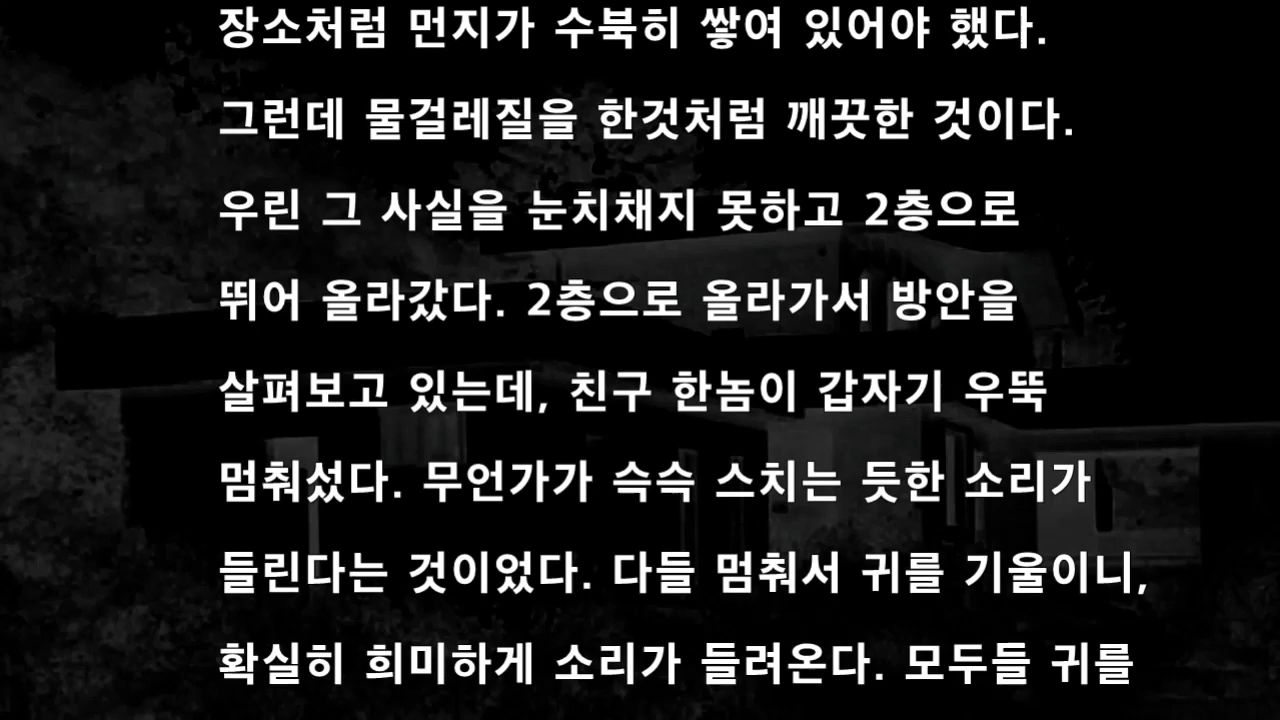 장소처럼 먼지가 수북히 쌓여 있어야 했다.
그런데 물걸레질을 한것처럼 깨끗한 것이다.
우린 그 사실을 눈치채지 못하고 2층으로
뛰어 올라갔다. 2층으로 올라가서 방안을
살펴보고 있는데, 친구 한놈이 갑자기 우뚝
멈춰섰다. 무언가가 슥슥 스치는 듯한 소리가
들린다는 것이었다. 다들 멈춰서 귀를 기울이니,
확실히 희미하게 소리가 들려온다. 모두들 귀를